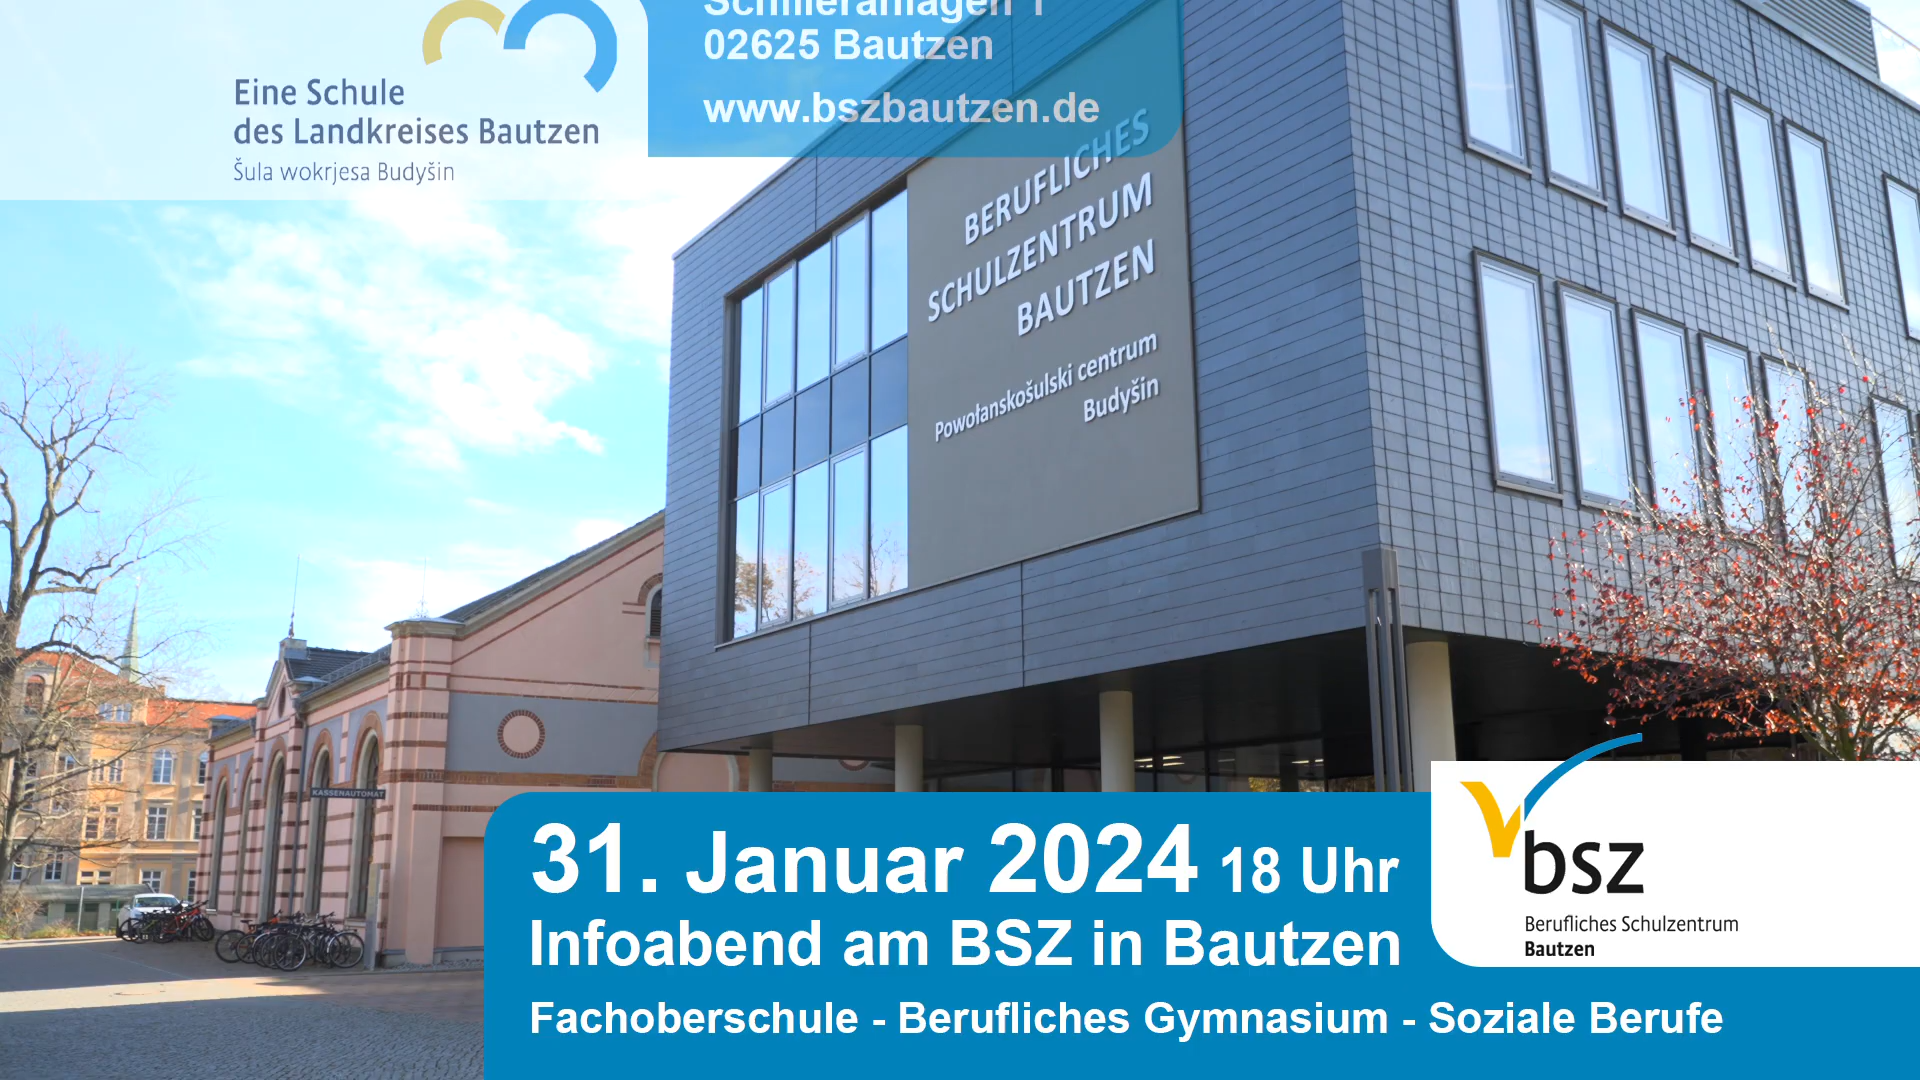 Schilleranlagen 1
02625 Bautzen
www.bszbautzen.de
Eine Schule
des Landkreises Bautzen
Šula wokrjesa Budyšin
BERUFLICHES
SCHULZENTRUM
BAUTZEN
Powołanskošulski centrum
Budyšin
KASSENAUTOMAT
31. Januar 2024 18 Uhr
Infoabend am BSZ in Bautzen
Fachoberschule - Berufliches Gymnasium - Soziale Berufe
bsz
Berufliches Schulzentrum
Bautzen